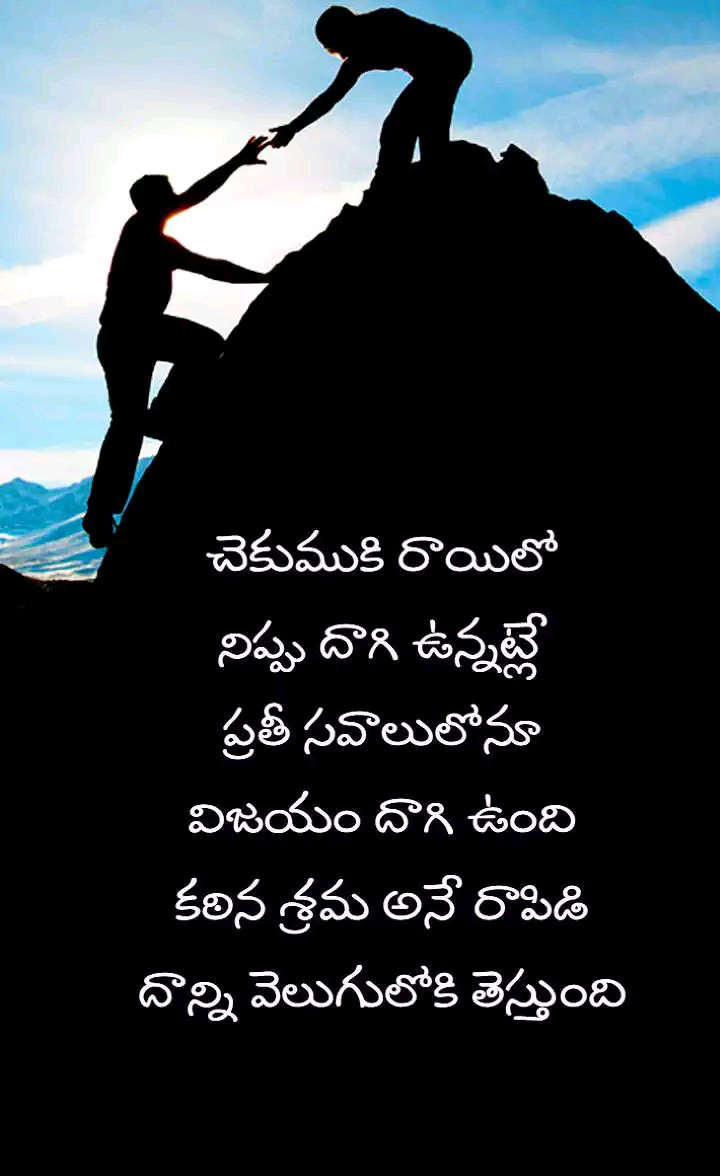 చెకుముకి రాయిలో
నిప్పు దాగి ఉన్నట్లే
ప్రతీ సవాలులోనూ
విజయం దాగి ఉంది
కఠిన శ్రమ అనే రాపిడి
దాన్ని వెలుగులోకి తెస్తుంది